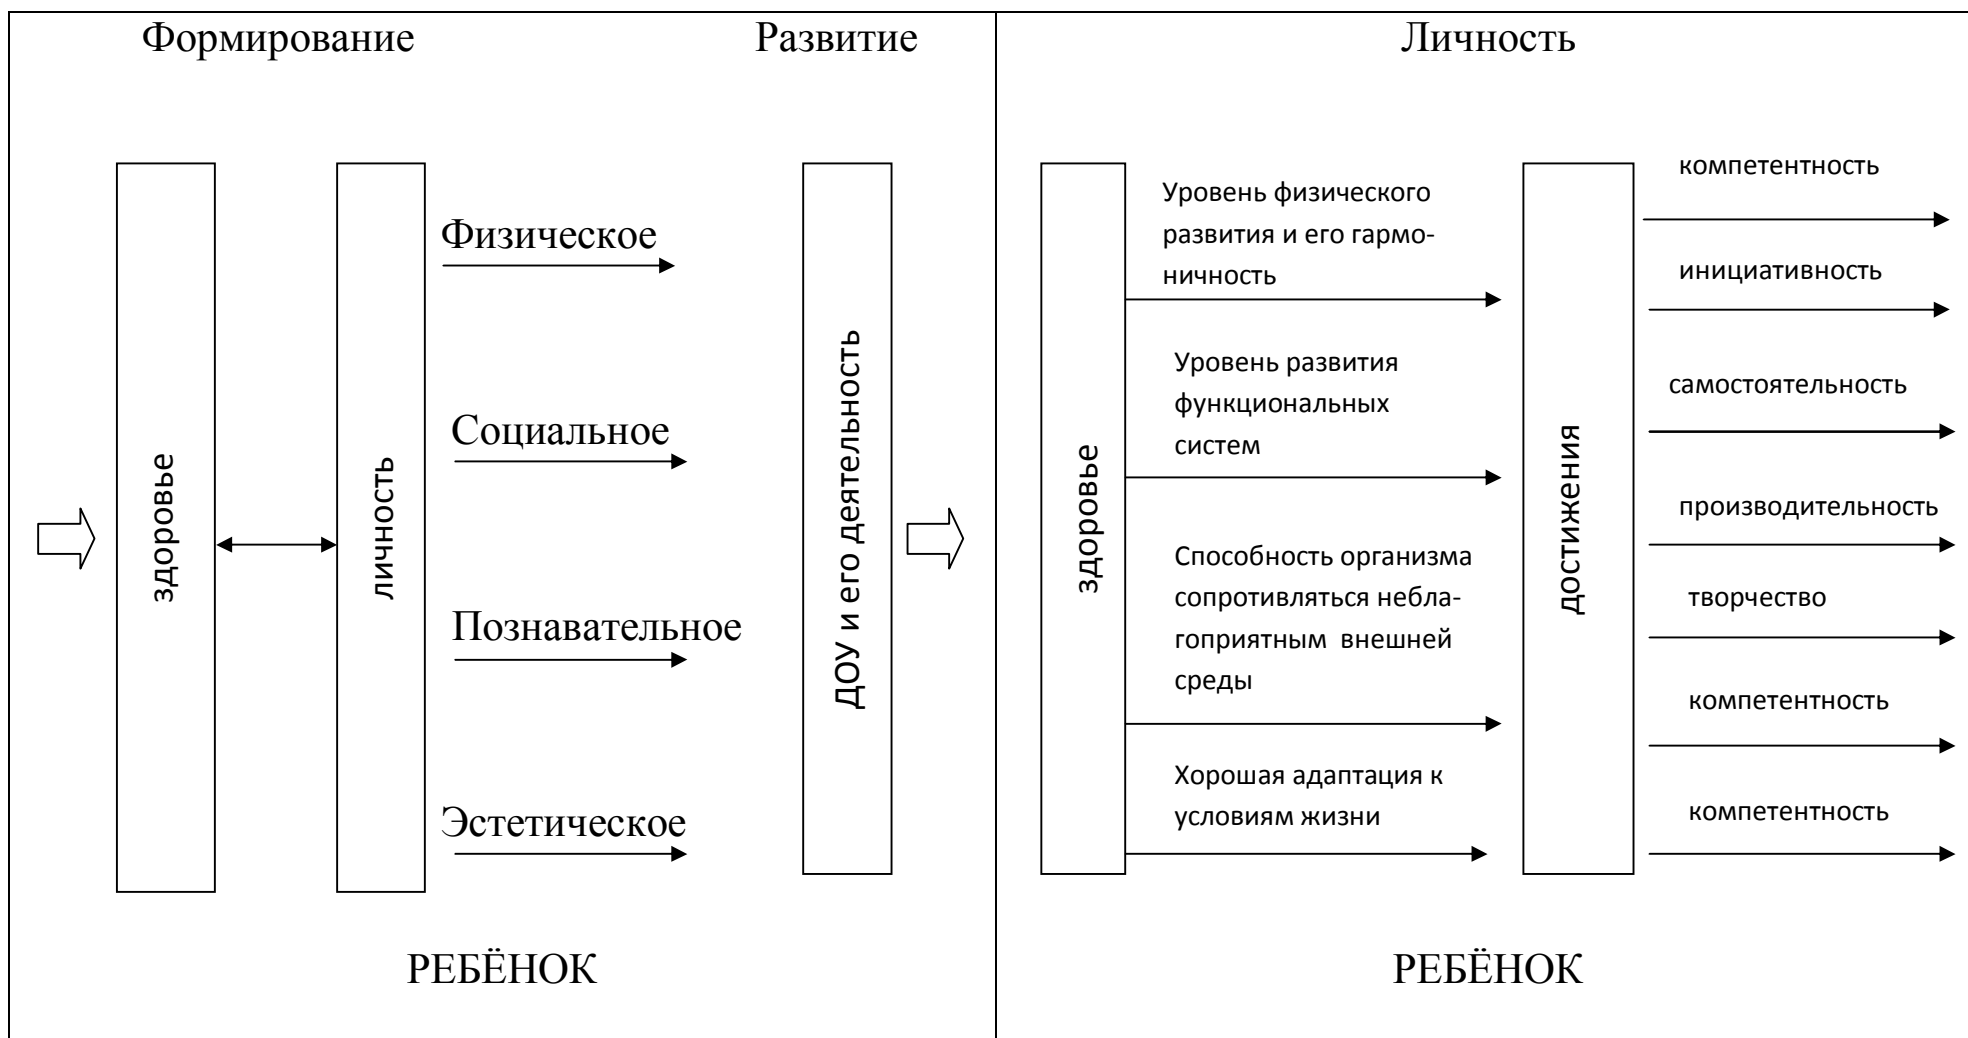 Формирование
Развитие
здоровье
личность
Физическое
Социальное
Познавательное
Эстетическое
ДОУ и его деятельность
РЕБЁНОК
Личность
здоровье
Уровень физического
развития и его гармо-
ничность
Уровень развития
функциональных
систем
Способность организма
сопротивляться небла-
гоприятным внешней
среды
Хорошая адаптация к
условиям жизни
достижения
компетентность
инициативность
самостоятельность
производительность
творчество
компетентность
компетентность
РЕБЁНОК